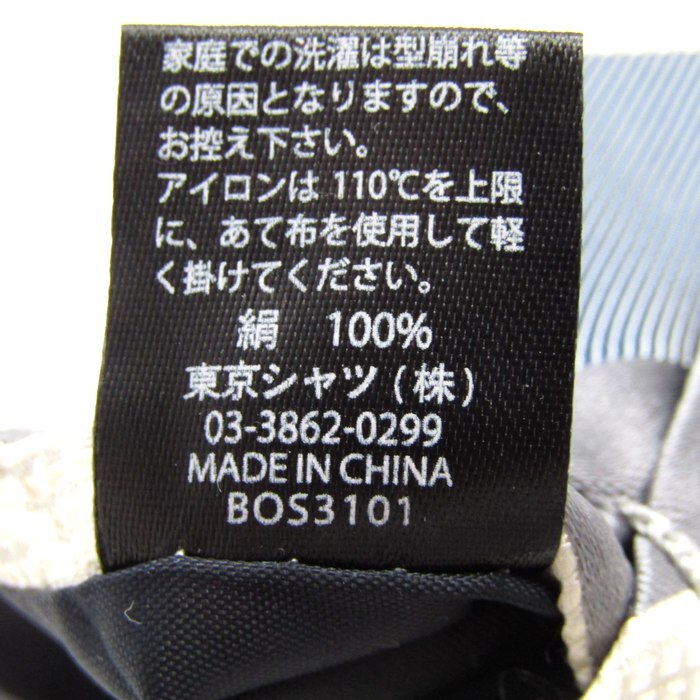 家庭での洗濯は型崩れ等
の原因となりますので、
お控え下さい。
アイロンは 110℃を上限
に、あて布を使用して軽
く掛けてください。
絹 100%
東京シャツ (株)
03-3862-0299
MADE IN CHINA
BOS3101